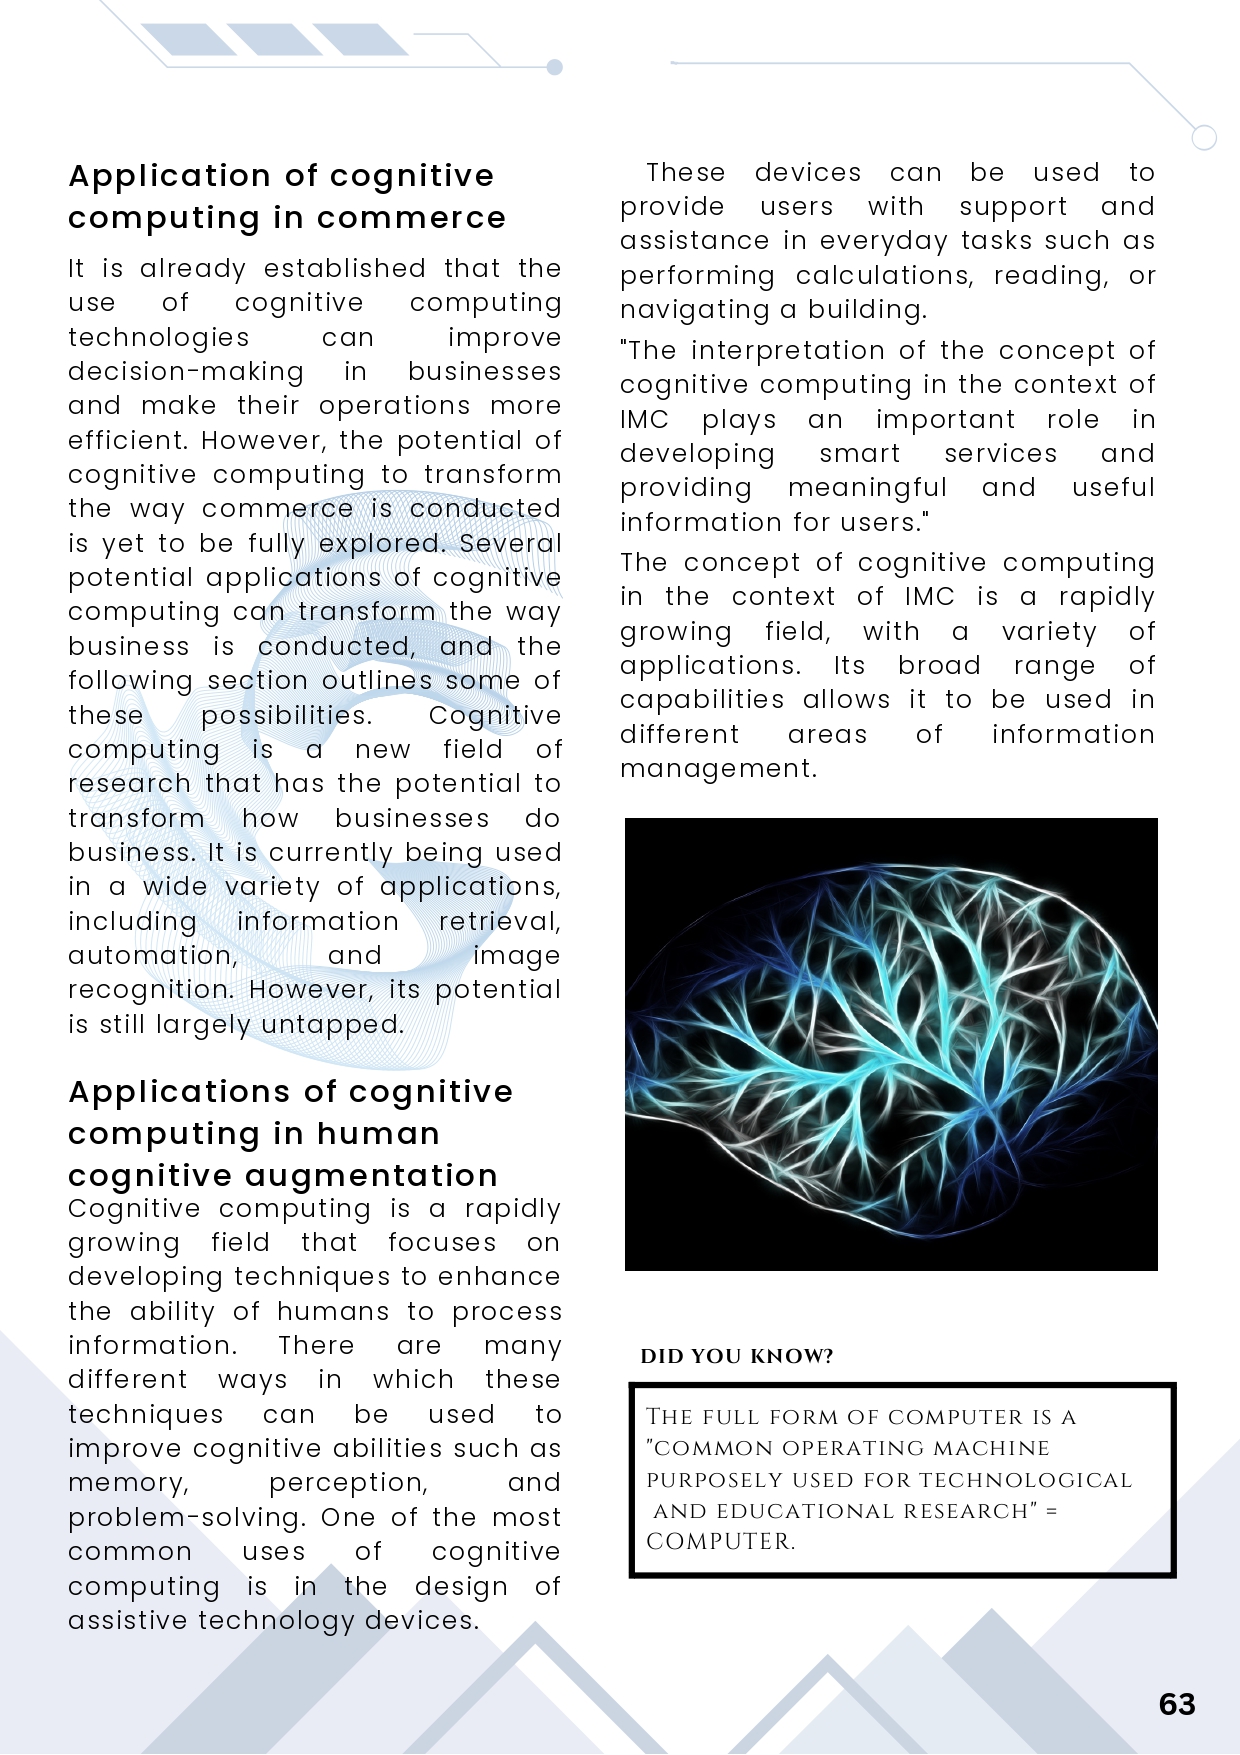 Application of cognitive
computing in commerce
It is already established that the
use of cognitive computing
technologies can improve
decision-making in businesses
and make their operations more
efficient. However, the potential of
cognitive computing to transform
the way commerce is conducted
is yet to be fully explored. Several
potential applications of cognitive
computing can transform the way
business is conducted, and the
following section outlines some of
these possibilities. Cognitive
computing is a new field of
research that has the potential to
transform how businesses do
business. It is currently being used
in a wide variety of applications,
including information retrieval,
automation, and image
recognition. However, its potential
is still largely untapped.
Applications of cognitive
computing in human
cognitive augmentation
Cognitive computing is a rapidly
growing field that focuses on
developing techniques to enhance
the ability of humans to process
information. There are many
different ways in which these
techniques can be used to
improve cognitive abilities such as
memory, perception, and
problem-solving. One of the most
common uses of cognitive
computing is in the design of
assistive technology devices.
These devices can be used to
provide users with support and
assistance in everyday tasks such as
performing calculations, reading, or
navigating a building.
"The interpretation of the concept of
cognitive computing in the context of
IMC plays an important role in
developing smart services and
providing meaningful and useful
information for users."
The concept of cognitive computing
in the context of IMC is a rapidly
growing field, with a variety of
applications. Its broad range of
capabilities allows it to be used in
different areas of information
management.
DID YOU KNOW?
The full form of computer is a
"common operating machine
purposely used for technological
and educational research" =
COMPUTER.
63